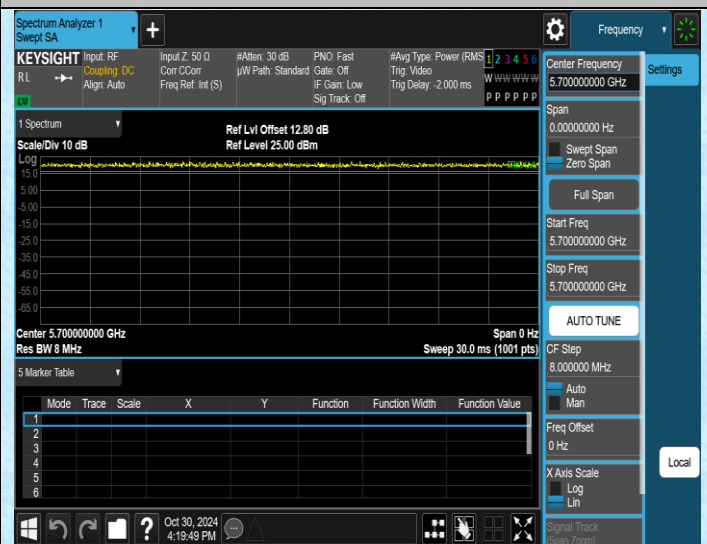 Spectrum Analyzer 1
Swept SA
+
Frequency
KEYSIGHT
RL
LXI
Input: RF
Coupling: DC
Align: Auto
Input Z: 50 Ω
Corr CCorr
Freq Ref: Int (S)
#Atten: 30 dB
µW Path: Standard
PNO: Fast
Gate: Off
IF Gain: Low
Sig Track: Off
#Avg Type: Power (RMS
Trig: Video
Trig Delay: -2.000 ms
1 2 3 4 5 6
W W W W W W
P P P P P P
1 Spectrum
Scale/Div 10 dB
Ref Lvl Offset 12.80 dB
Ref Level 25.00 dBm
Log
15.0
5.00
-5.00
-15.0
-25.0
-35.0
-45.0
-55.0
-65.0
Center 5.700000000 GHz
Res BW 8 MHz
Span 0 Hz
Sweep 30.0 ms (1001 pts)
5 Marker Table
Mode Trace Scale X Y Function Function Width Function Value
1
2
3
4
5
6
?
Oct 30, 2024
4:19:49 PM
Center Frequency
5.700000000 GHz
Settings
Span
0.00000000 Hz
Swept Span
Zero Span
Full Span
Start Freq
5.700000000 GHz
Stop Freq
5.700000000 GHz
AUTO TUNE
CF Step
8.000000 MHz
Auto
Man
Freq Offset
0 Hz
X Axis Scale
Log
Lin
Local
Signal Track
(Span Zoom)